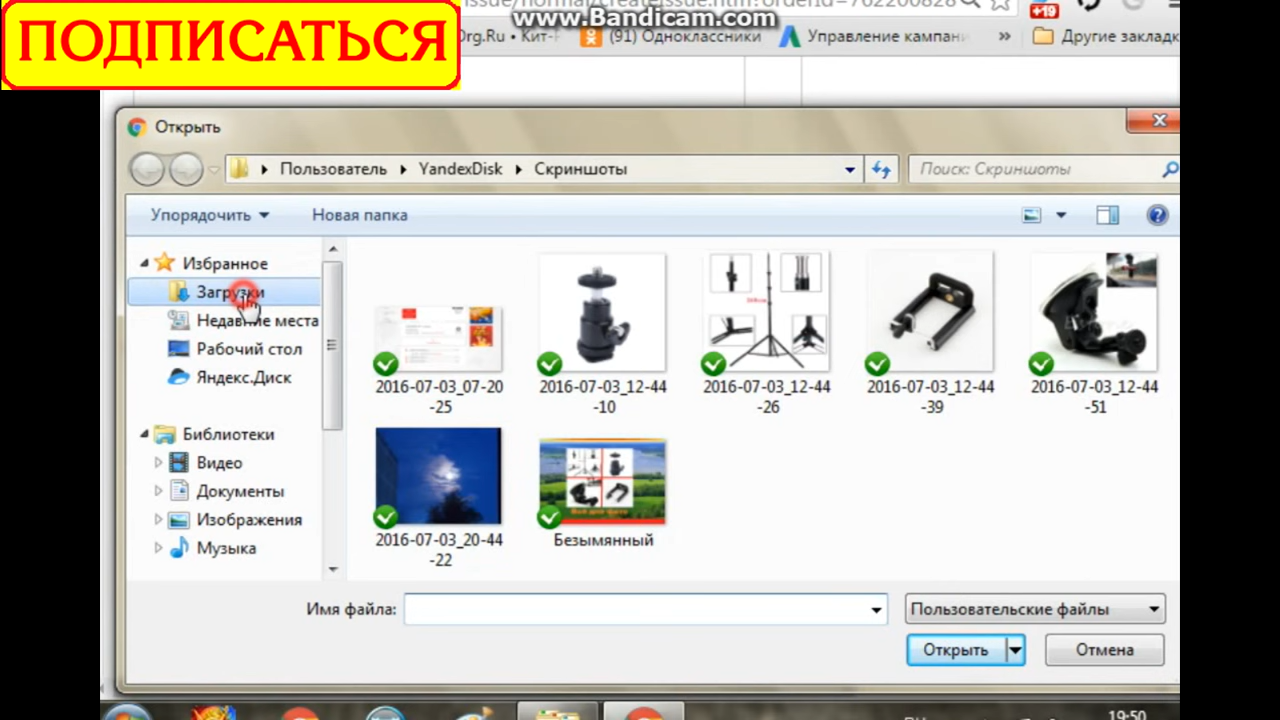 ПОДПИСАТЬСЯ
www.Bandicam.com
+19
Org.Ru • Кит-
(91) Одноклассники
Управление кампани
»
Другие закладк
Открыть
Пользователь
YandexDisk
Скриншоты
Поиск: Скриншоты
Упорядочить
Новая папка
Избранное
Загрузки
Недавние места
Рабочий стол
Яндекс.Диск
Библиотеки
Видео
Документы
Изображения
Музыка
2016-07-03_07-20
-25
2016-07-03_12-44
-10
2016-07-03_12-44
-26
2016-07-03_12-44
-39
2016-07-03_12-44
-51
2016-07-03_20-44
-22
Безымянный
Имя файла:
Пользовательские файлы
Открыть
Отмена
19:50